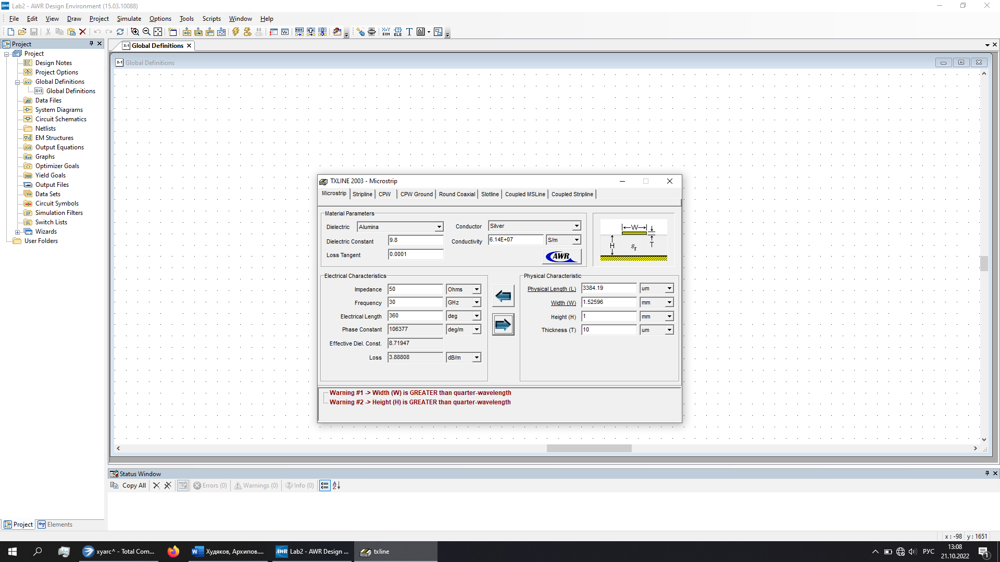 Lab2 - AWR Design Environment (15.03.10088)
File Edit View Draw Project Simulate Options Tools Scripts Window Help
Project
Global Definitions
Project
Design Notes
Project Options
Global Definitions
Global Definitions
Data Files
System Diagrams
Circuit Schematics
Netlists
EM Structures
Output Equations
Graphs
Optimizer Goals
Yield Goals
Output Files
Data Sets
Circuit Symbols
Simulation Filters
Switch Lists
Wizards
User Folders
Project Elements
Global Definitions
TXLINE 2003 - Microstrip
Microstrip Stripline CPW CPW Ground Round Coaxial Slotline Coupled MSLine Coupled Stripline
Material Parameters
Dielectric Alumina Conductor Silver
Dielectric Constant 9.8 Conductivity 6.14E+07 S/m
Loss Tangent 0.0001
AWR
W
H εr T
Electrical Characteristics
Impedance 50 Ohms
Frequency 30 GHz
Electrical Length 360 deg
Phase Constant 106377 deg/m
Effective Diel. Const. 8.71947
Loss 3.88808 dB/m
Physical Characteristic
Physical Length (L) 3384.19 um
Width (W) 1.52596 mm
Height (H) 1 mm
Thickness (T) 10 um
Warning #1 -> Width (W) is GREATER than quarter-wavelength
Warning #2 -> Height (H) is GREATER than quarter-wavelength
Status Window
Copy All Errors (0) Warnings (0) Info (0)
x : -98 y : 1651
xyarc^ - Total Com...
Худяков, Архипов....
Lab2 - AWR Design ...
txline
РУС
13:08
21.10.2022
1